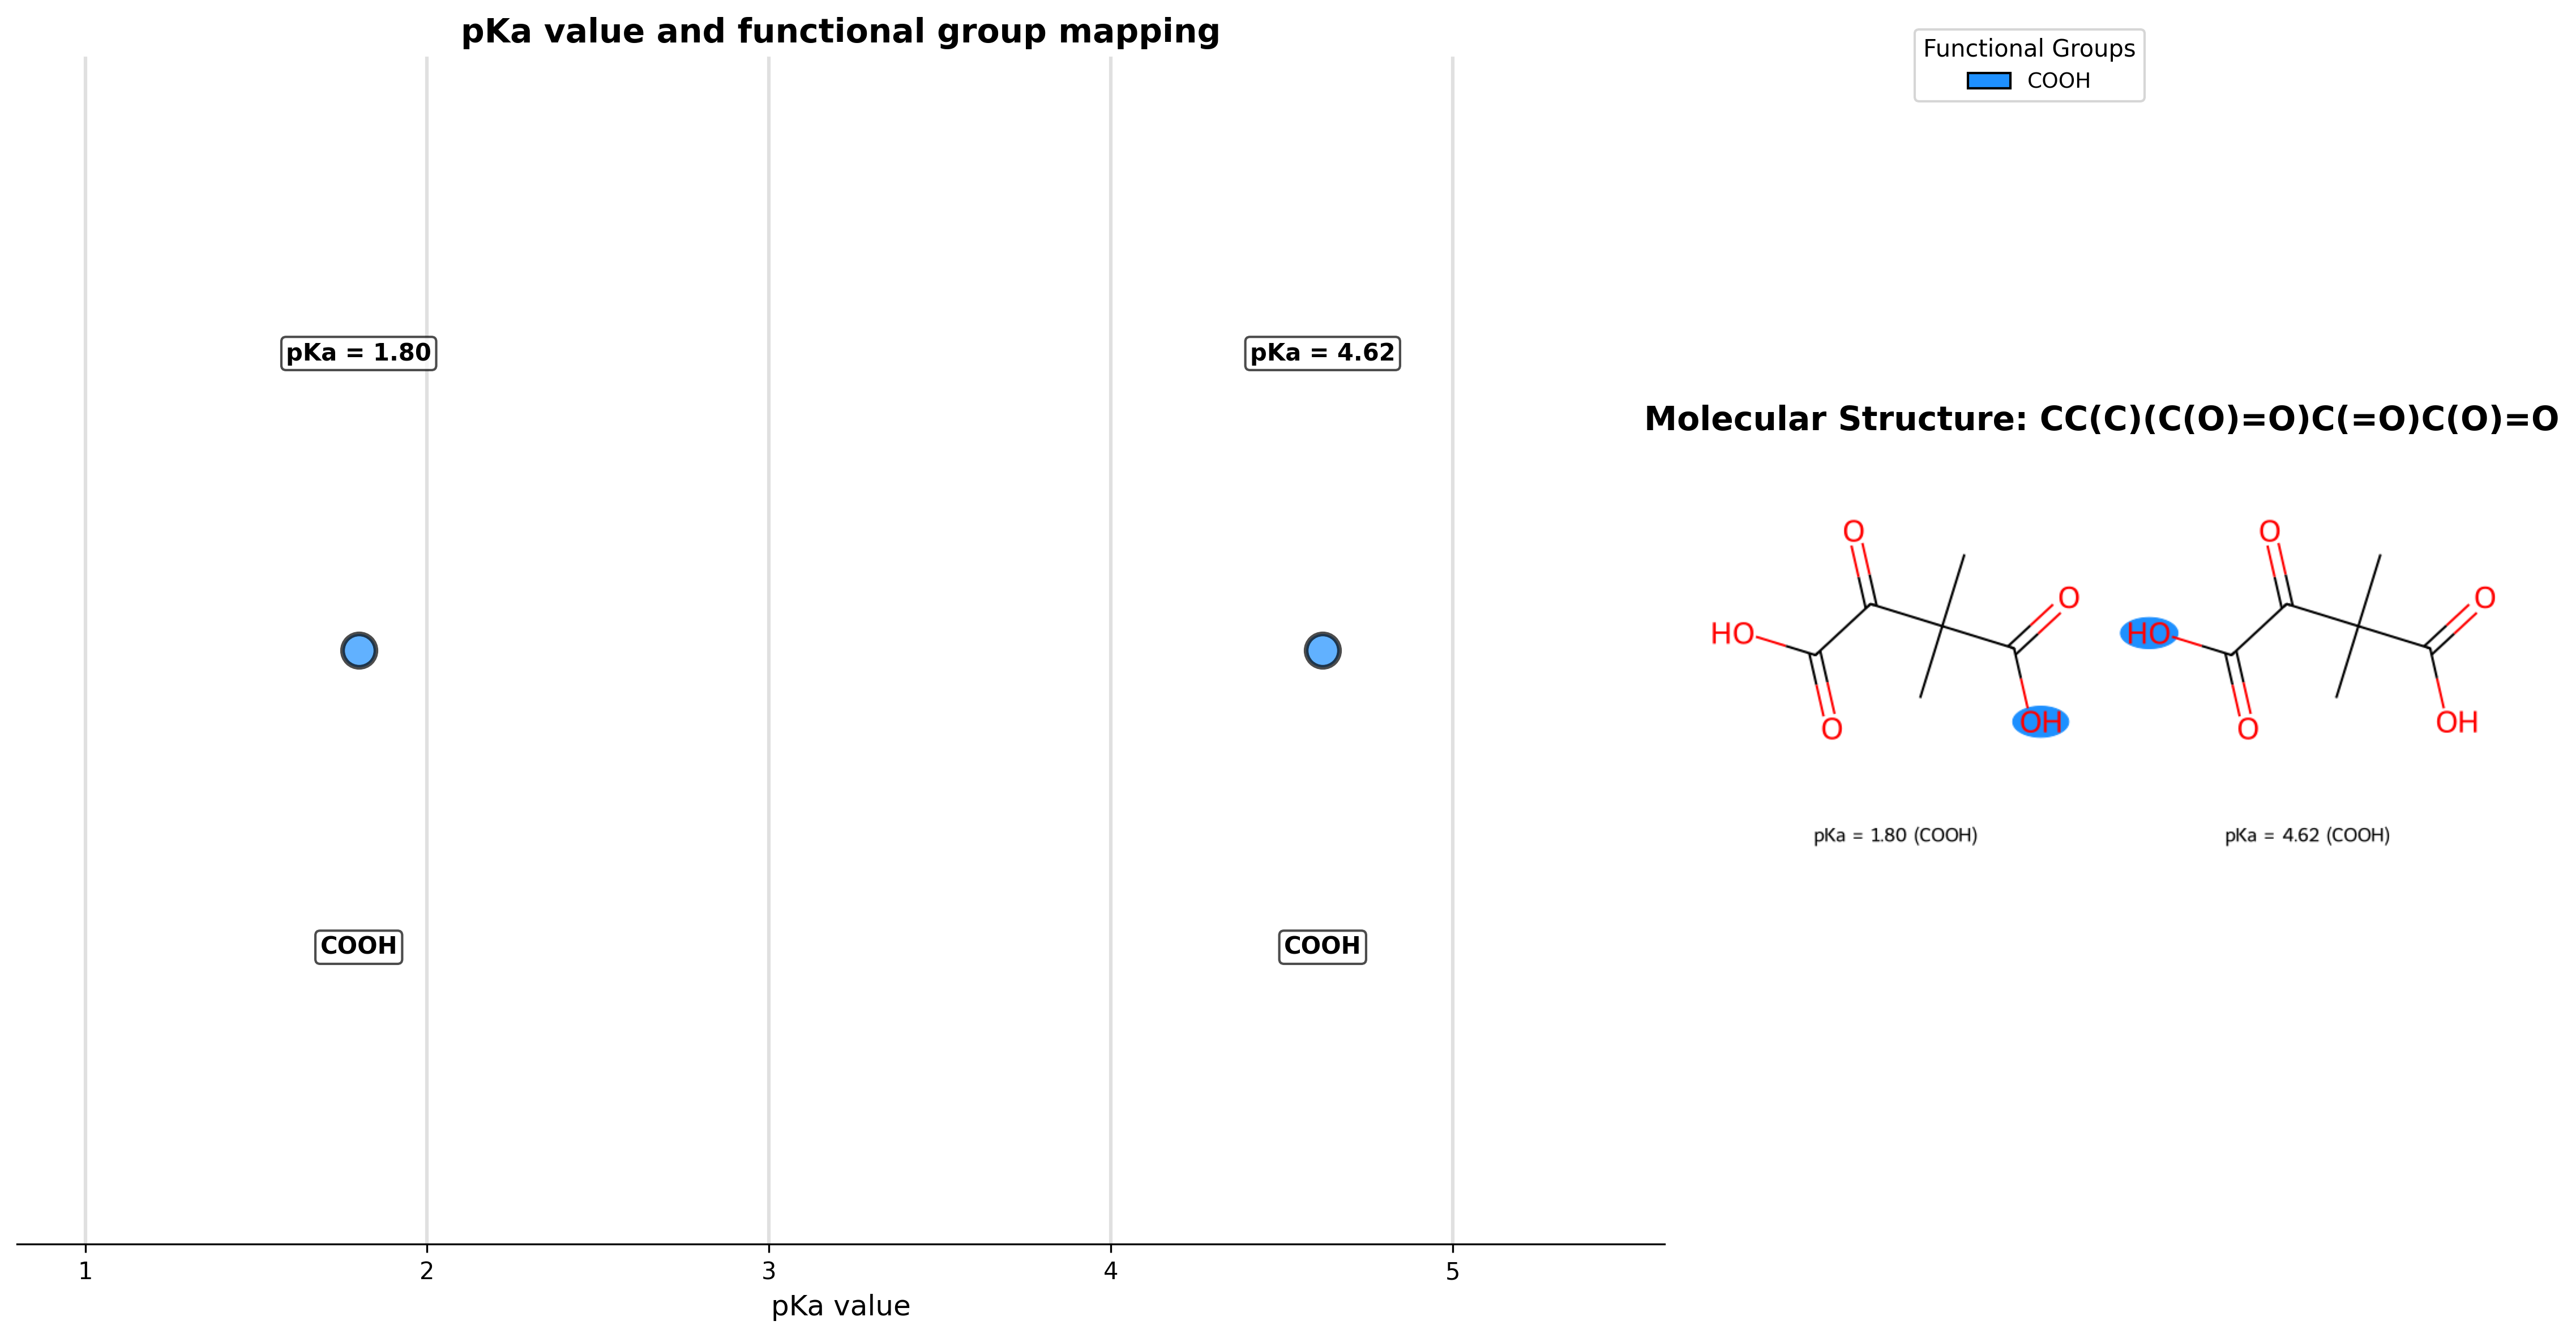 pKa value and functional group mapping
Functional Groups
COOH
pKa = 1.80
pKa = 4.62
COOH
COOH
1 2 3 4 5
pKa value
Molecular Structure: CC(C)(C(O)=O)C(=O)C(O)=O
O
O
HO
OH
O
O
O
HO
OH
O
pKa = 1.80 (COOH)
pKa = 4.62 (COOH)